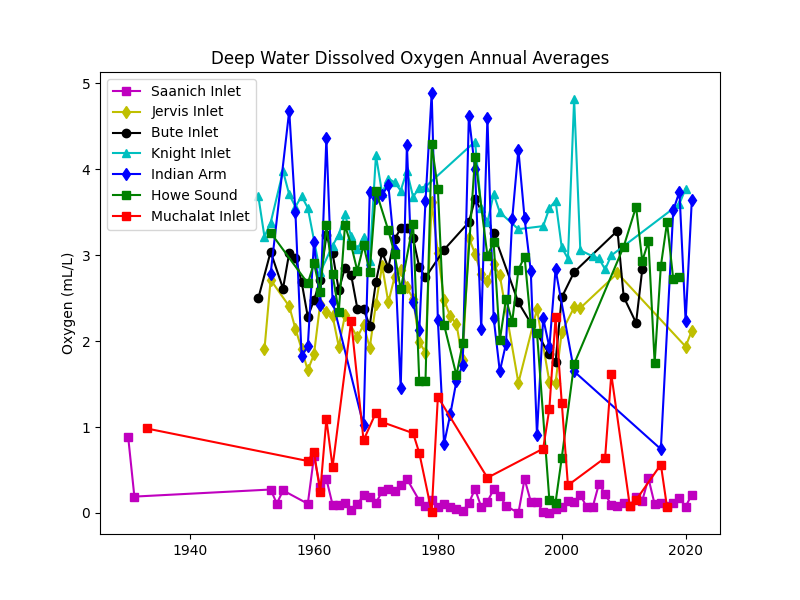 Deep Water Dissolved Oxygen Annual Averages
Saanich Inlet
Jervis Inlet
Bute Inlet
Knight Inlet
Indian Arm
Howe Sound
Muchalat Inlet
Oxygen (mL/L)
5
4
3
2
1
0
1940
1960
1980
2000
2020